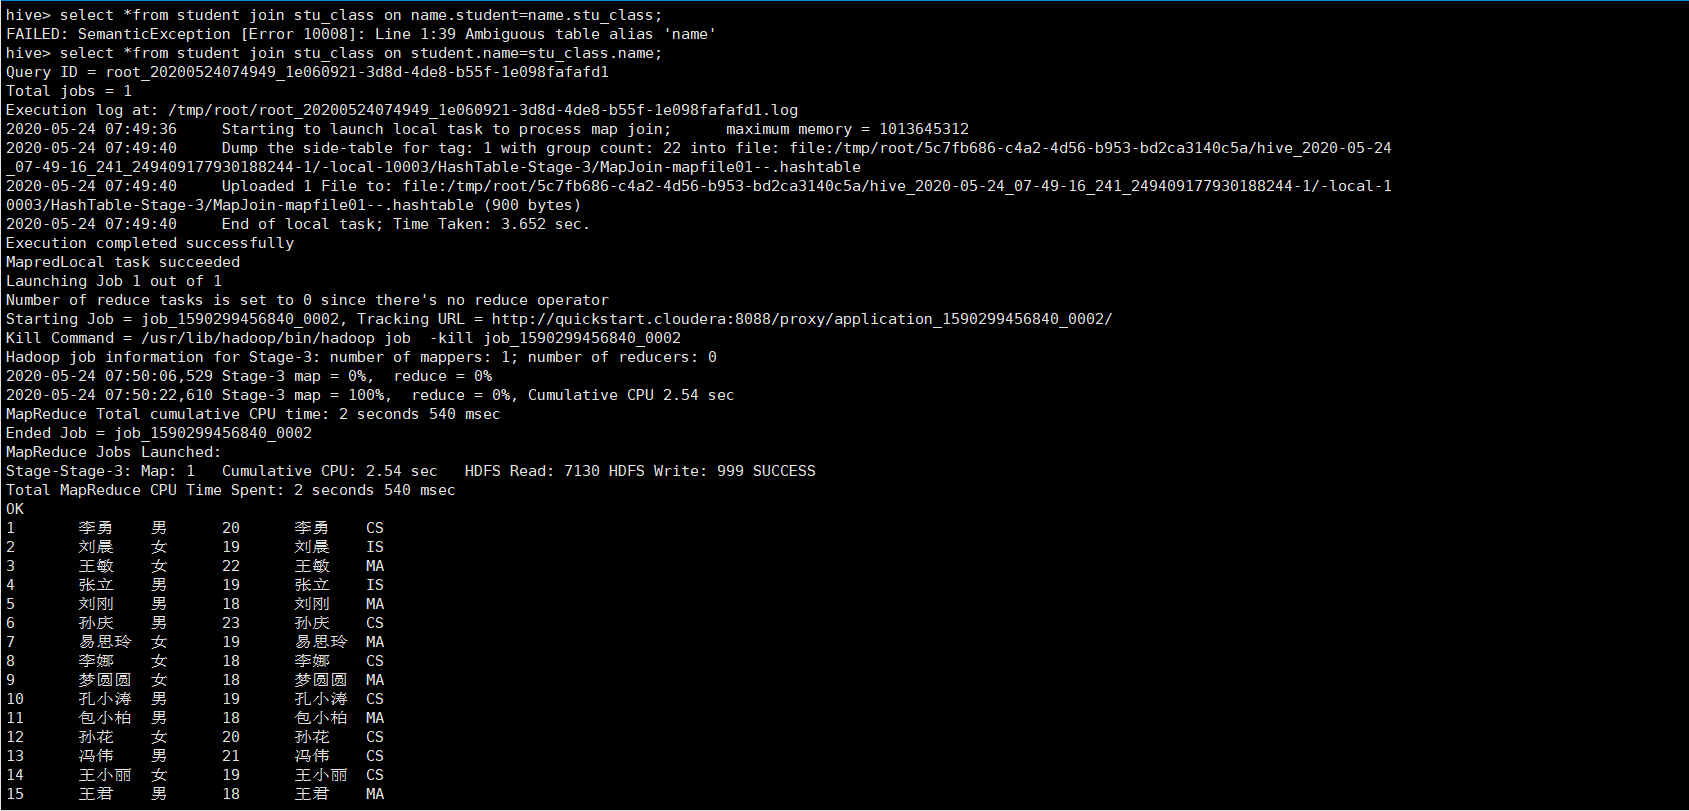 hive> select *from student join stu_class on name.student=name.stu_class;
FAILED: SemanticException [Error 10008]: Line 1:39 Ambiguous table alias 'name'
hive> select *from student join stu_class on student.name=stu_class.name;
Query ID = root_20200524074949_1e060921-3d8d-4de8-b55f-1e098fafafd1
Total jobs = 1
Execution log at: /tmp/root/root_20200524074949_1e060921-3d8d-4de8-b55f-1e098fafafd1.log
2020-05-24 07:49:36     Starting to launch local task to process map join;      maximum memory = 1013645312
2020-05-24 07:49:40     Dump the side-table for tag: 1 with group count: 22 into file: file:/tmp/root/5c7fb686-c4a2-4d56-b953-bd2ca3140c5a/hive_2020-05-24
_07-49-16_241_249409177930188244-1/-local-10003/HashTable-Stage-3/MapJoin-mapfile01--.hashtable
2020-05-24 07:49:40     Uploaded 1 File to: file:/tmp/root/5c7fb686-c4a2-4d56-b953-bd2ca3140c5a/hive_2020-05-24_07-49-16_241_249409177930188244-1/-local-1
0003/HashTable-Stage-3/MapJoin-mapfile01--.hashtable (900 bytes)
2020-05-24 07:49:40     End of local task; Time Taken: 3.652 sec.
Execution completed successfully
MapredLocal task succeeded
Launching Job 1 out of 1
Number of reduce tasks is set to 0 since there's no reduce operator
Starting Job = job_1590299456840_0002, Tracking URL = http://quickstart.cloudera:8088/proxy/application_1590299456840_0002/
Kill Command = /usr/lib/hadoop/bin/hadoop job  -kill job_1590299456840_0002
Hadoop job information for Stage-3: number of mappers: 1; number of reducers: 0
2020-05-24 07:50:06,529 Stage-3 map = 0%,  reduce = 0%
2020-05-24 07:50:22,610 Stage-3 map = 100%,  reduce = 0%, Cumulative CPU 2.54 sec
MapReduce Total cumulative CPU time: 2 seconds 540 msec
Ended Job = job_1590299456840_0002
MapReduce Jobs Launched:
Stage-Stage-3: Map: 1   Cumulative CPU: 2.54 sec   HDFS Read: 7130 HDFS Write: 999 SUCCESS
Total MapReduce CPU Time Spent: 2 seconds 540 msec
OK
1       李勇    男      20      李勇    CS
2       刘晨    女      19      刘晨    IS
3       王敏    女      22      王敏    MA
4       张立    男      19      张立    IS
5       刘刚    男      18      刘刚    MA
6       孙庆    男      23      孙庆    CS
7       易思玲  女      19      易思玲  MA
8       李娜    女      18      李娜    CS
9       梦圆圆  女      18      梦圆圆  MA
10      孔小涛  男      19      孔小涛  CS
11      包小柏  男      18      包小柏  MA
12      孙花    女      20      孙花    CS
13      冯伟    男      21      冯伟    CS
14      王小丽  女      19      王小丽  CS
15      王君    男      18      王君    MA